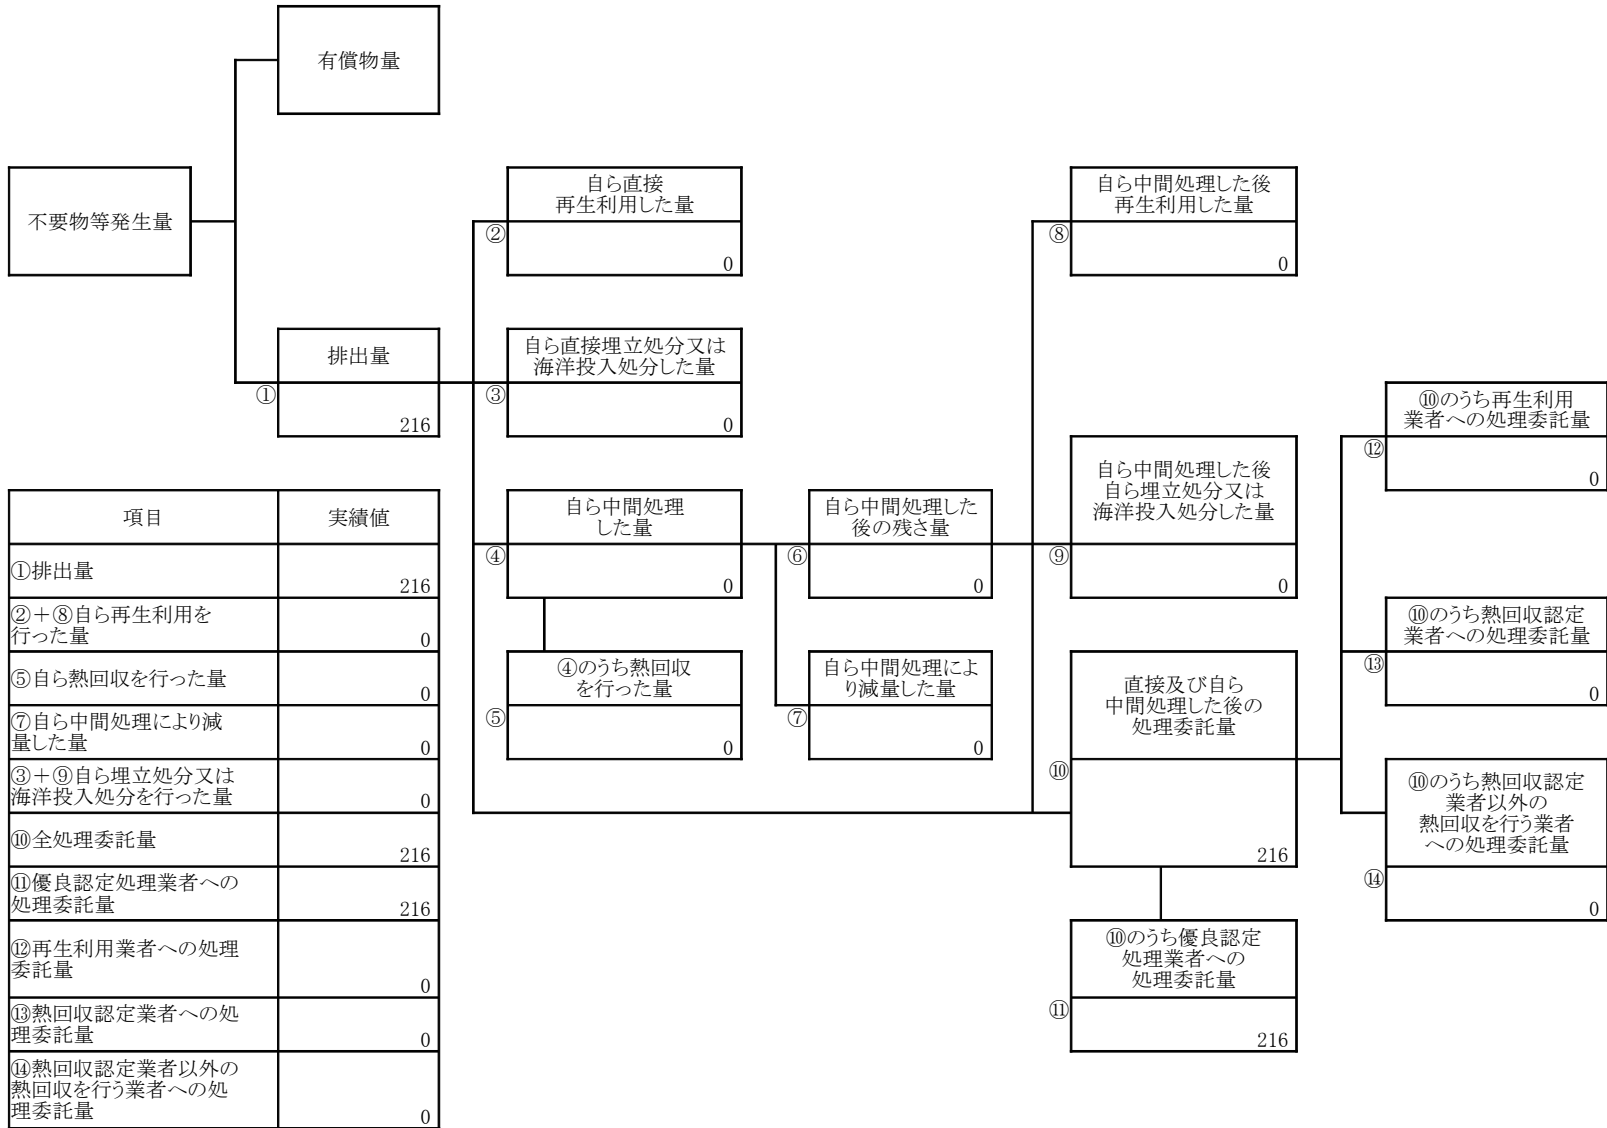 有償物量
不要物等発生量
自ら直接
再生利用した量
②
0
自ら中間処理した後
再生利用した量
⑧
0
排出量
①
216
自ら直接埋立処分又は
海洋投入処分した量
③
0
⑩のうち再生利用
業者への処理委託量
⑫
0
自ら中間処理
した量
④
0
自ら中間処理した
後の残さ量
⑥
0
自ら中間処理した後
自ら埋立処分又は
海洋投入処分した量
⑨
0
④のうち熱回収
を行った量
⑤
0
自ら中間処理によ
り減量した量
⑦
0
直接及び自ら
中間処理した後の
処理委託量
⑩
216
⑩のうち熱回収認定
業者への処理委託量
⑬
0
⑩のうち熱回収認定
業者以外の
熱回収を行う業者
への処理委託量
⑭
0
⑩のうち優良認定
処理業者への
処理委託量
⑪
216
項目 実績値
①排出量
216
②+⑧自ら再生利用を
行った量
0
⑤自ら熱回収を行った量
0
⑦自ら中間処理により減
量した量
0
③+⑨自ら埋立処分又は
海洋投入処分を行った量
0
⑩全処理委託量
216
⑪優良認定処理業者への
処理委託量
216
⑫再生利用業者への処理
委託量
0
⑬熱回収認定業者への処
理委託量
0
⑭熱回収認定業者以外の
熱回収を行う業者への処
理委託量
0